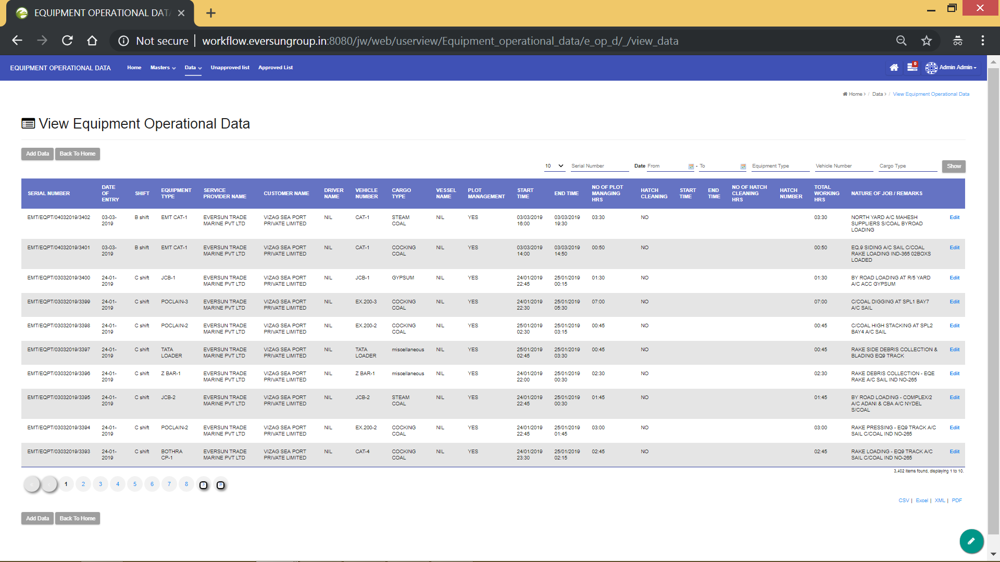 EQUIPMENT OPERATIONAL DAT
Not secure workflow.eversungroup.in:8080/jw/web/userview/Equipment_operational_data/e_op_d/_/view_data
EQUIPMENT OPERATIONAL DATA Home Masters Data Unapproved list Approved List 0 Admin Admin
Home > / Data > / View Equipment Operational Data
View Equipment Operational Data
Add Data Back To Home
10 Serial Number Date From - To Equipment Type Vehicle Number Cargo Type Show
SERIAL NUMBER DATE OF ENTRY SHIFT EQUIPMENT TYPE SERVICE PROVIDER NAME CUSTOMER NAME DRIVER NAME VEHICLE NUMBER CARGO TYPE VESSEL NAME PLOT MANAGEMENT START TIME END TIME NO OF PLOT MANAGING HRS HATCH CLEANING START TIME END TIME NO OF HATCH CLEANING HRS HATCH NUMBER TOTAL WORKING HRS NATURE OF JOB / REMARKS
EMT/EQPT/04032019/3402 03-03-2019 B shift EMT CAT-1 EVERSUN TRADE MARINE PVT LTD VIZAG SEA PORT PRIVATE LIMITED NIL CAT-1 STEAM COAL NIL YES 03/03/2019 16:00 03/03/2019 19:30 03:30 NO 03:30 NORTH YARD A/C MAHESH SUPPLIERS S/COAL BYROAD LOADING Edit
EMT/EQPT/04032019/3401 03-03-2019 B shift EMT CAT-1 EVERSUN TRADE MARINE PVT LTD VIZAG SEA PORT PRIVATE LIMITED NIL CAT-1 COCKING COAL NIL YES 03/03/2019 14:00 03/03/2019 14:50 00:50 NO 00:50 EQ.9 SIDING A/C SAIL C/COAL RAKE LOADING IND-365 02BOXS LOADED Edit
EMT/EQPT/03032019/3400 24-01-2019 C shift JCB-1 EVERSUN TRADE MARINE PVT LTD VIZAG SEA PORT PRIVATE LIMITED NIL JCB-1 GYPSUM NIL YES 24/01/2019 22:45 25/01/2019 00:15 01:30 NO 01:30 BY ROAD LOADING AT R/5 YARD A/C ACC GYPSUM Edit
EMT/EQPT/03032019/3399 24-01-2019 C shift POCLAIN-3 EVERSUN TRADE MARINE PVT LTD VIZAG SEA PORT PRIVATE LIMITED NIL EX.200-3 COCKING COAL NIL YES 24/01/2019 22:30 25/01/2019 05:30 07:00 NO 07:00 C/COAL DIGGING AT SPL1 BAY7 A/C SAIL Edit
EMT/EQPT/03032019/3398 24-01-2019 C shift POCLAIN-2 EVERSUN TRADE MARINE PVT LTD VIZAG SEA PORT PRIVATE LIMITED NIL EX.200-2 COCKING COAL NIL YES 25/01/2019 02:30 25/01/2019 03:15 00:45 NO 00:45 C/COAL HIGH STACKING AT SPL2 BAY4 A/C SAIL Edit
EMT/EQPT/03032019/3397 24-01-2019 C shift TATA LOADER EVERSUN TRADE MARINE PVT LTD VIZAG SEA PORT PRIVATE LIMITED NIL TATA LOADER miscellaneous NIL YES 25/01/2019 02:45 25/01/2019 03:30 00:45 NO 00:45 RAKE SIDE DEBRIS COLLECTION & BLADING EQ9 TRACK Edit
EMT/EQPT/03032019/3396 24-01-2019 C shift Z BAR-1 EVERSUN TRADE MARINE PVT LTD VIZAG SEA PORT PRIVATE LIMITED NIL Z BAR-1 miscellaneous NIL YES 24/01/2019 22:00 25/01/2019 00:30 02:30 NO 02:30 RAKE DEBRIS COLLECTION - EQE RAKE A/C SAIL IND NO-265 Edit
EMT/EQPT/03032019/3395 24-01-2019 C shift JCB-2 EVERSUN TRADE MARINE PVT LTD VIZAG SEA PORT PRIVATE LIMITED NIL JCB-2 STEAM COAL NIL YES 24/01/2019 22:45 25/01/2019 00:30 01:45 NO 01:45 BY ROAD LOADING - COMPLEX/2 A/C ADANI & CBA A/C NYDEL S/COAL Edit
EMT/EQPT/03032019/3394 24-01-2019 C shift POCLAIN-2 EVERSUN TRADE MARINE PVT LTD VIZAG SEA PORT PRIVATE LIMITED NIL EX.200-2 COCKING COAL NIL YES 24/01/2019 22:45 25/01/2019 01:45 03:00 NO 03:00 RAKE PRESSING - EQ9 TRACK A/C SAIL C/COAL IND NO-265 Edit
EMT/EQPT/03032019/3393 24-01-2019 C shift BOTHRA CP-1 EVERSUN TRADE MARINE PVT LTD VIZAG SEA PORT PRIVATE LIMITED NIL CAT-4 COCKING COAL NIL YES 24/01/2019 23:30 25/01/2019 02:15 02:45 NO 02:45 RAKE LOADING - EQ9 TRACK A/C SAIL C/COAL IND NO-265 Edit
3,402 items found, displaying 1 to 10.
« ‹ 1 2 3 4 5 6 7 8 › »
CSV | Excel | XML | PDF
Add Data Back To Home